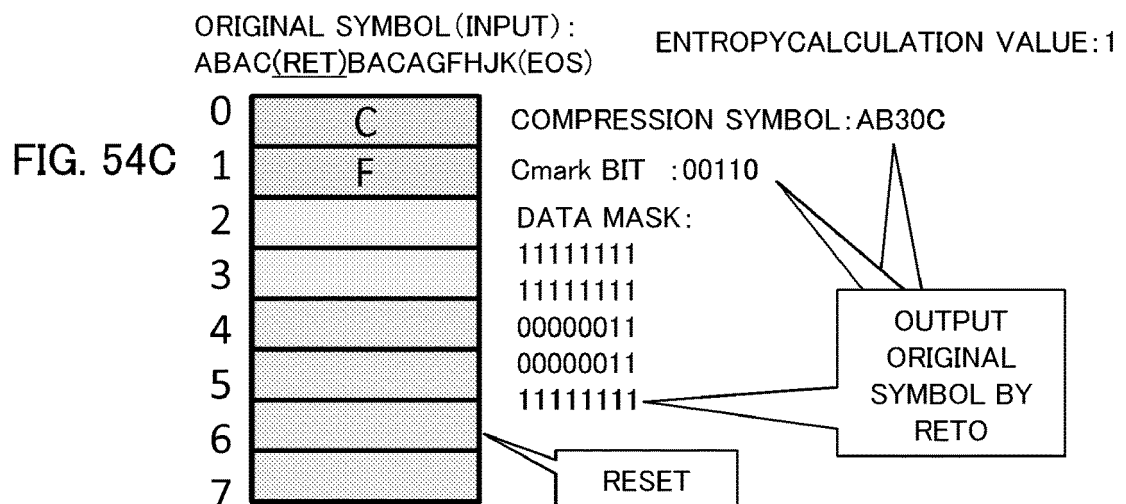 ORIGINAL SYMBOL(INPUT):
ABAC(RET)BACAGFHJK(EOS)
ENTROPYCALCULATION VALUE:1
FIG. 54C
0 C
1 F
2
3
4
5
6
7
COMPRESSION SYMBOL:AB30C
Cmark BIT :00110
DATA MASK:
11111111
11111111
00000011
00000011
11111111
OUTPUT
ORIGINAL
SYMBOL BY
RETO
RESET